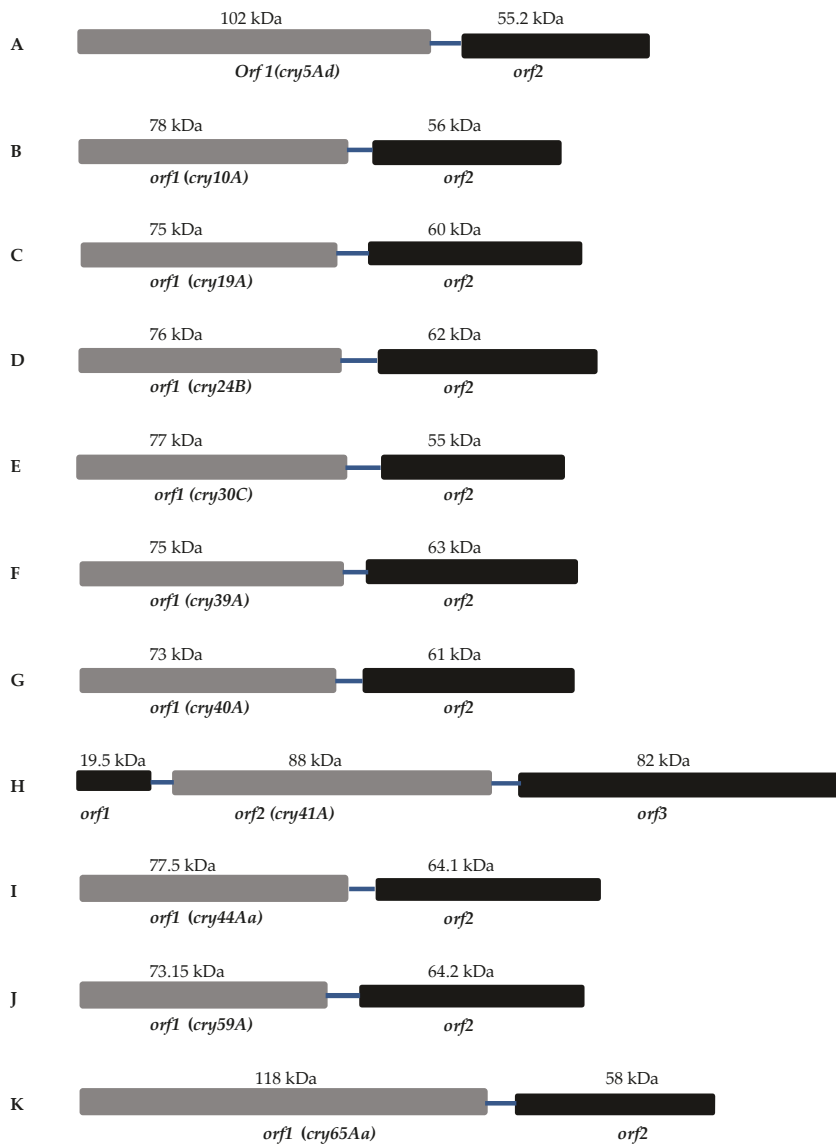 102 kDa 55.2 kDa
A
Orf 1(cry5Ad) orf2
78 kDa 56 kDa
B
orf1 (cry10A) orf2
75 kDa 60 kDa
C
orf1 (cry19A) orf2
76 kDa 62 kDa
D
orf1 (cry24B) orf2
77 kDa 55 kDa
E
orf1 (cry30C) orf2
75 kDa 63 kDa
F
orf1 (cry39A) orf2
73 kDa 61 kDa
G
orf1 (cry40A) orf2
19.5 kDa 88 kDa 82 kDa
H
orf1 orf2 (cry41A) orf3
77.5 kDa 64.1 kDa
I
orf1 (cry44Aa) orf2
73.15 kDa 64.2 kDa
J
orf1 (cry59A) orf2
118 kDa 58 kDa
K
orf1 (cry65Aa) orf2